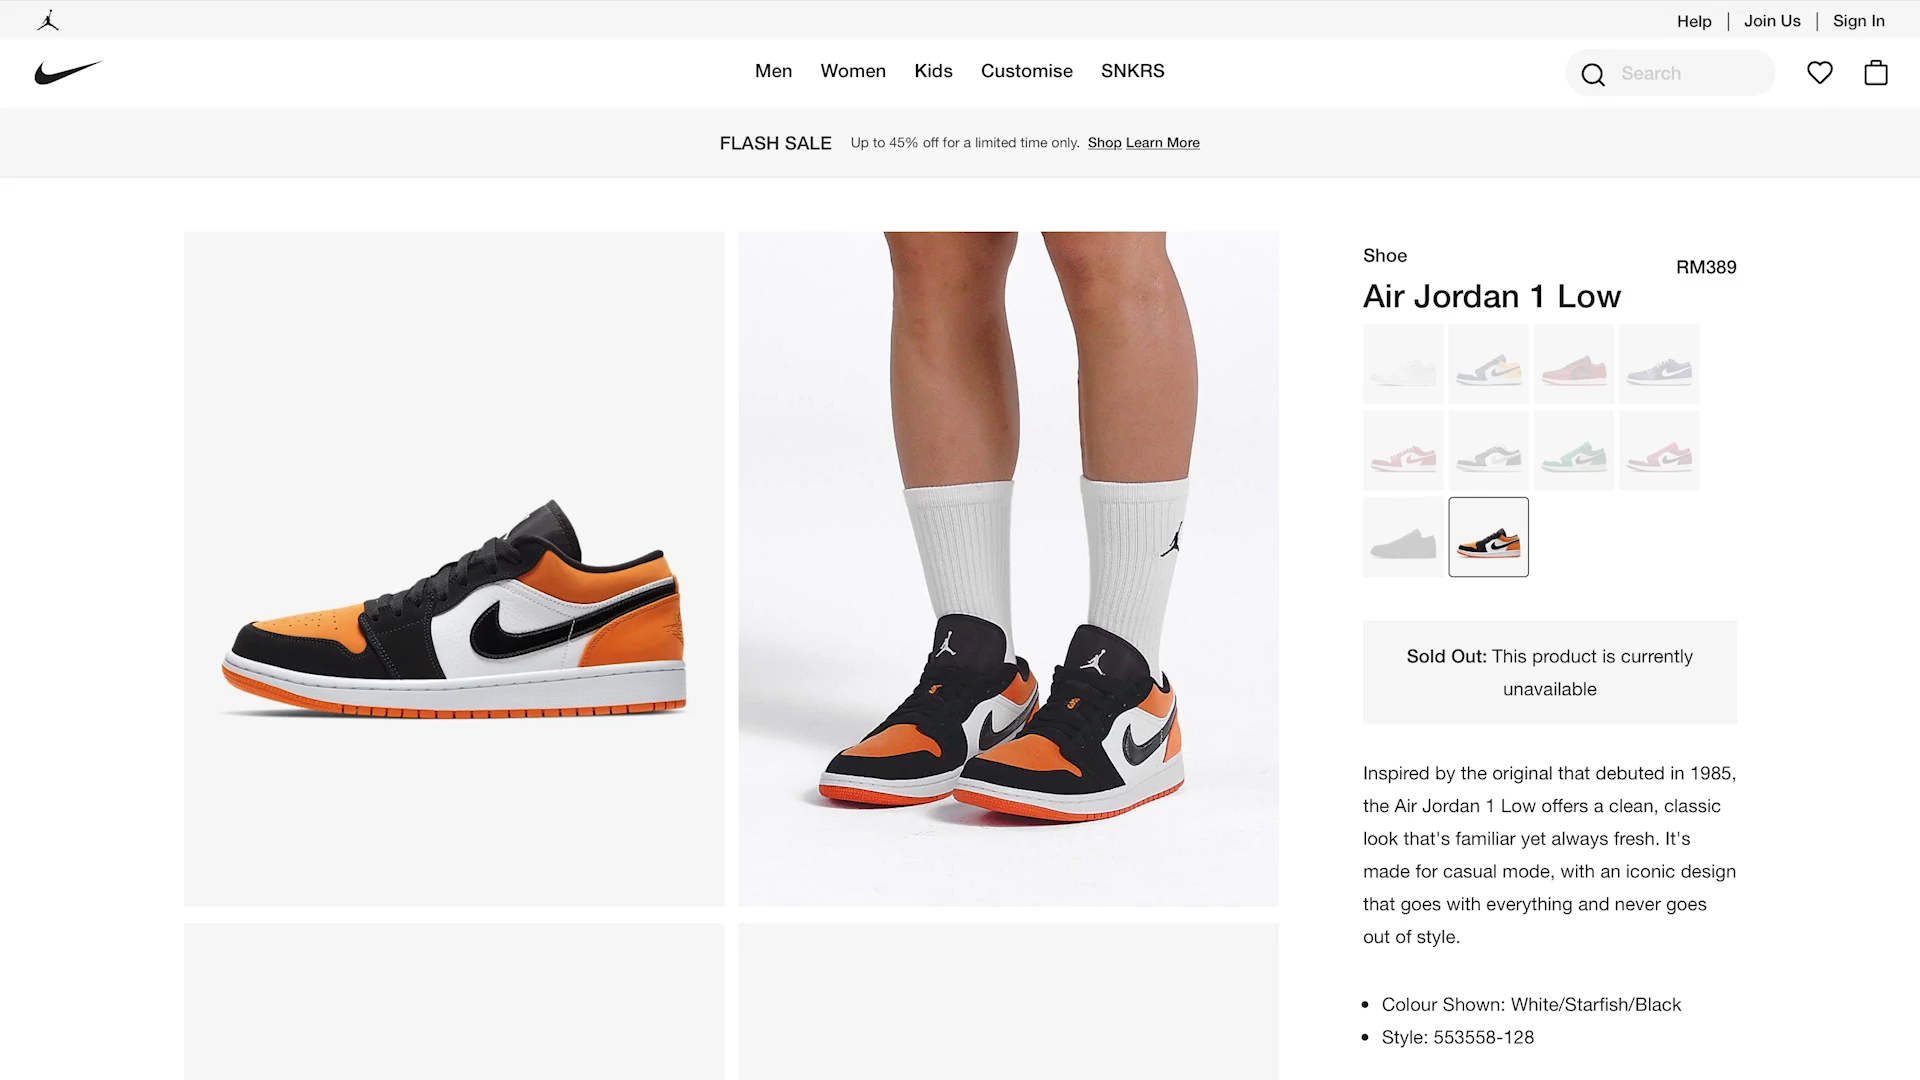 Help | Join Us | Sign In
Men Women Kids Customise SNKRS
Search
FLASH SALE Up to 45% off for a limited time only. Shop Learn More
Shoe
RM389
Air Jordan 1 Low
Sold Out: This product is currently
unavailable
Inspired by the original that debuted in 1985,
the Air Jordan 1 Low offers a clean, classic
look that's familiar yet always fresh. It's
made for casual mode, with an iconic design
that goes with everything and never goes
out of style.
• Colour Shown: White/Starfish/Black
• Style: 553558-128